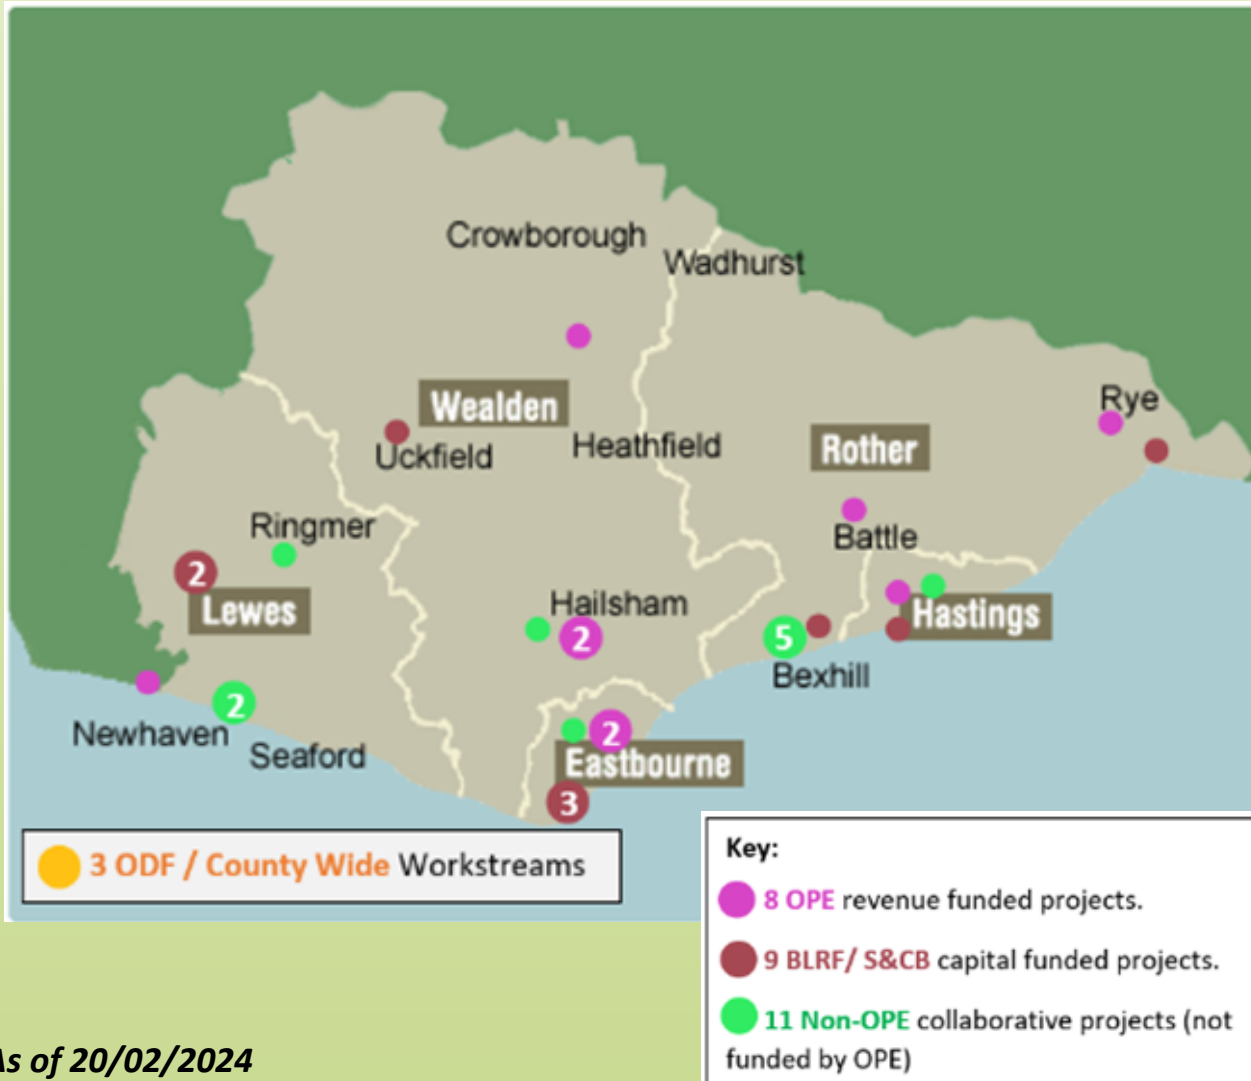 Crowborough
Wadhurst
Wealden
Rye
Uckfield
Heathfield
Rother
Ringmer
Battle
2
Lewes
Hailsham
2
Hastings
5
Bexhill
2
Newhaven
Seaford
2
Eastbourne
3
3 ODF / County Wide Workstreams
Key:
8 OPE revenue funded projects.
9 BLRF/ S&CB capital funded projects.
11 Non-OPE collaborative projects (not
funded by OPE)
As of 20/02/2024